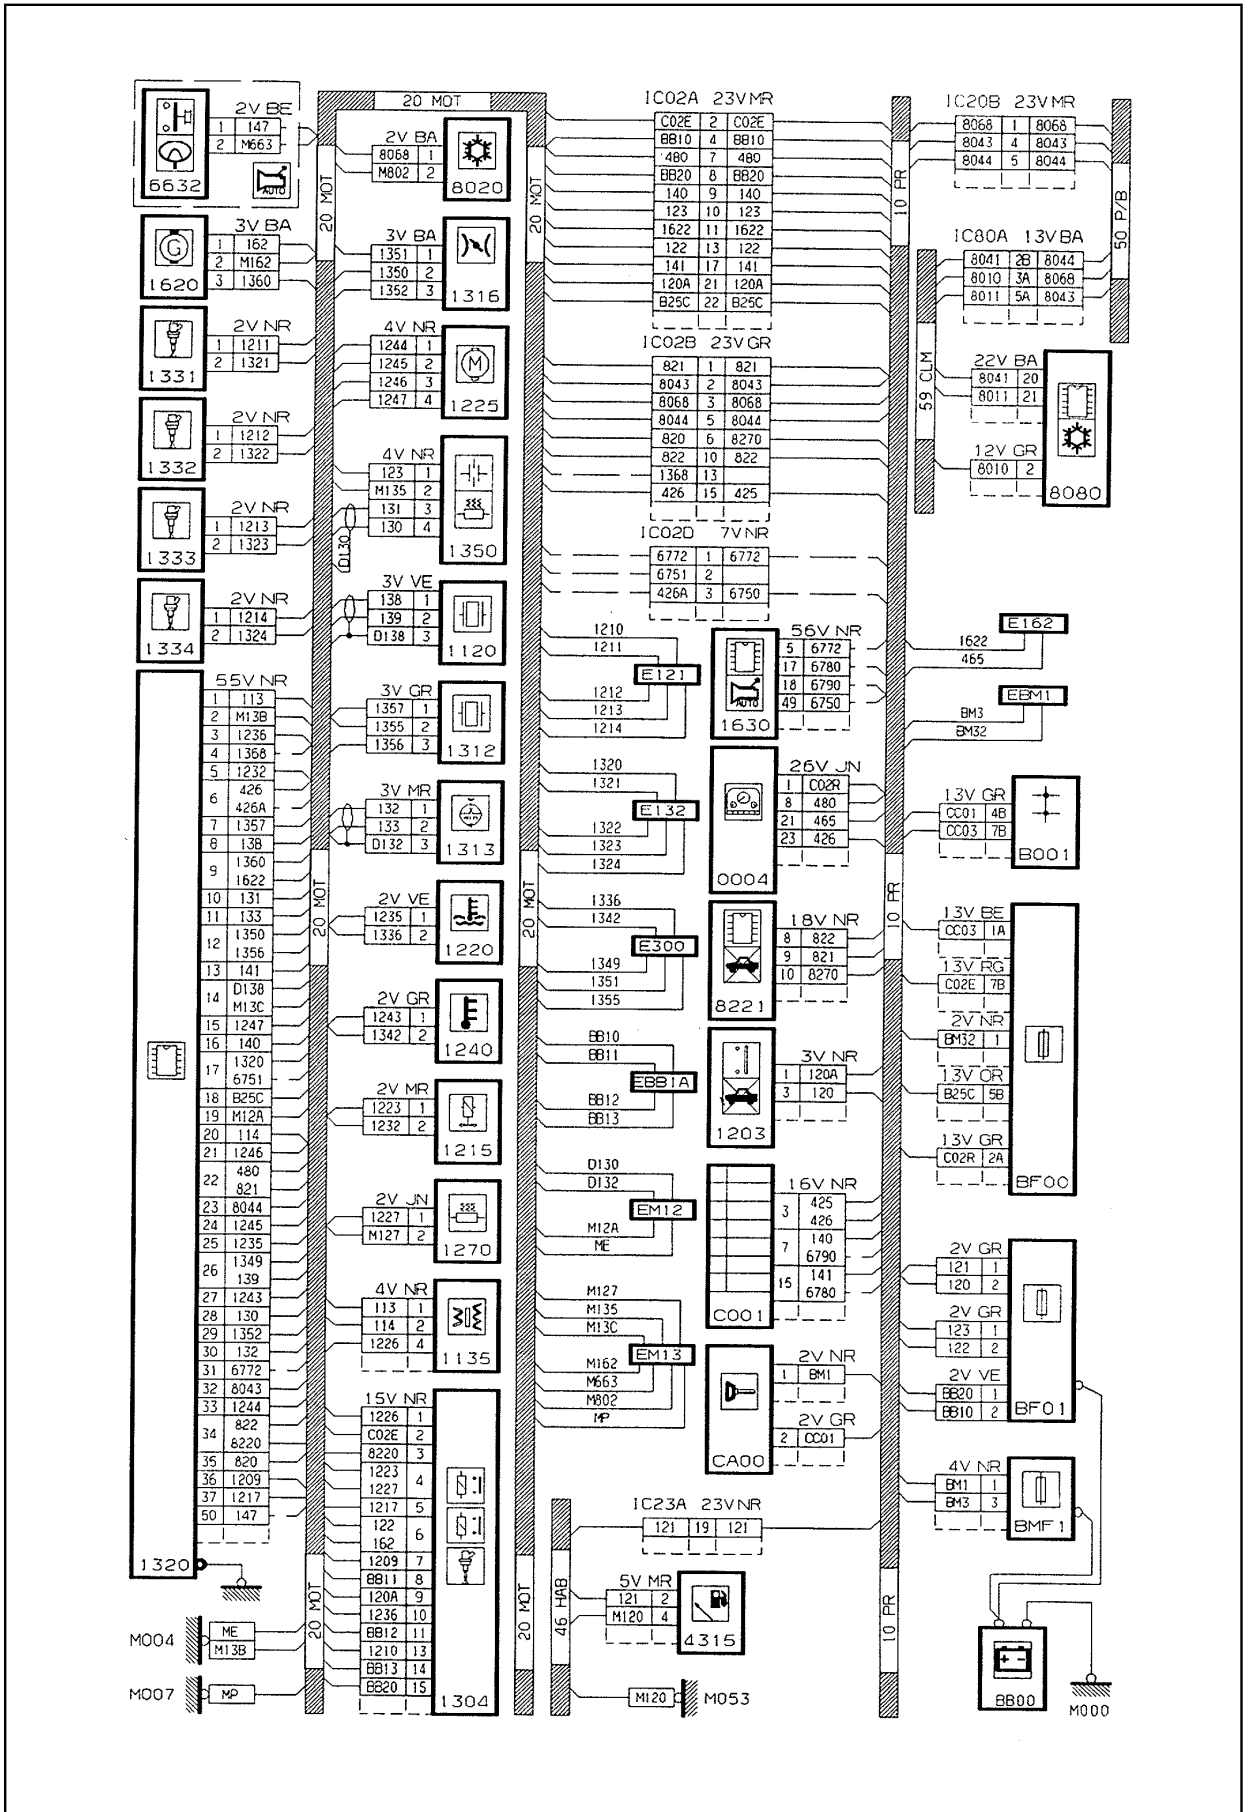 20 MOT
2V BE
1 147
2 M663
6632
AUTO
3V BA
1 162
2 M162
3 1360
1620
2V NR
1 1211
2 1321
1331
2V NR
1 1212
2 1322
1332
2V NR
1 1213
2 1323
1333
2V NR
1 1214
2 1324
1334
55V NR
1 113
2 M13B
3 1236
4 1368
5 1232
6 426
426A
7 1357
8 138
9 1360
1622
10 131
11 133
12 1350
1356
13 141
14 D138
M13C
15 1247
16 140
17 1320
6751
18 B25C
19 M12A
20 114
21 1246
22 480
821
23 8044
24 1245
25 1235
26 1349
139
27 1243
28 130
29 1352
30 132
31 6772
32 8043
33 1244
34 822
8220
35 820
36 1209
37 1217
50 147
1320
M004
ME
M13B
M007
MP
20 MOT
20 MOT
20 MOT
2V BA
8068 1
M802 2
8020
3V BA
1351 1
1350 2
1352 3
1316
4V NR
1244 1
1245 2
1246 3
1247 4
1225
4V NR
123 1
M135 2
131 3
130 4
D130
1350
3V VE
138 1
139 2
D138 3
1120
3V GR
1357 1
1355 2
1356 3
1312
3V MR
132 1
133 2
D132 3
1313
2V VE
1235 1
1336 2
1220
2V GR
1243 1
1342 2
1240
2V MR
1223 1
1232 2
1215
2V JN
1227 1
M127 2
1270
4V NR
113 1
114 2
1226 4
1135
15V NR
1226 1
C02E 2
8220 3
1223 4
1227
1217 5
122 6
162
1209 7
BB11 8
120A 9
1236 10
BB12 11
1210 13
BB13 14
BB20 15
1304
20 MOT
20 MOT
20 MOT
1C02A 23V MR
C02E 2 C02E
BB10 4 BB10
480 7 480
BB20 8 BB20
140 9 140
123 10 123
1622 11 1622
122 13 122
141 17 141
120A 21 120A
B25C 22 B25C
1C02B 23V GR
821 1 821
8043 2 8043
8068 3 8068
8044 5 8044
820 6 8270
822 10 822
1368 13
426 15 425
1C02D 7V NR
6772 1 6772
6751 2
426A 3 6750
1210
1211
E121
1212
1213
1214
1320
1321
E132
1322
1323
1324
1336
1342
E300
1349
1351
1355
BB10
BB11
EBB1A
BB12
BB13
D130
D132
EM12
M12A
ME
M127
M135
M13C
EM13
M162
M663
M802
MP
56V NR
5 6772
17 6780
18 6790
49 6750
AUTO
1630
26V JN
1 C02R
8 480
21 465
23 426
0004
18V NR
8 822
9 821
10 8270
8221
3V NR
1 120A
3 120
1203
16V NR
3 425
426
7 140
6790
15 141
6780
C001
2V NR
1 BM1
2V GR
2 CC01
CA00
1C23A 23V NR
121 19 121
46 HAB
5V MR
121 2
M120 4
4315
M120
M053
10 PR
10 PR
10 PR
1C20B 23V MR
8068 1 8068
8043 4 8043
8044 5 8044
50 P/B
1C80A 13V BA
8041 2B 8044
8010 3A 8068
8011 5A 8043
59 CLM
22V BA
8041 20
8011 21
12V GR
8010 2
8080
E162
1622
465
EBM1
BM3
BM32
13V GR
CC01 4B
CC03 7B
B001
13V BE
CC03 1A
13V RG
C02E 7B
2V NR
BM32 1
13V OR
B25C 5B
13V GR
C02R 2A
BF00
2V GR
121 1
120 2
2V GR
123 1
122 2
2V VE
BB20 1
BB10 2
BF01
4V NR
BM1 1
BM3 3
BMF1
BB00
M000